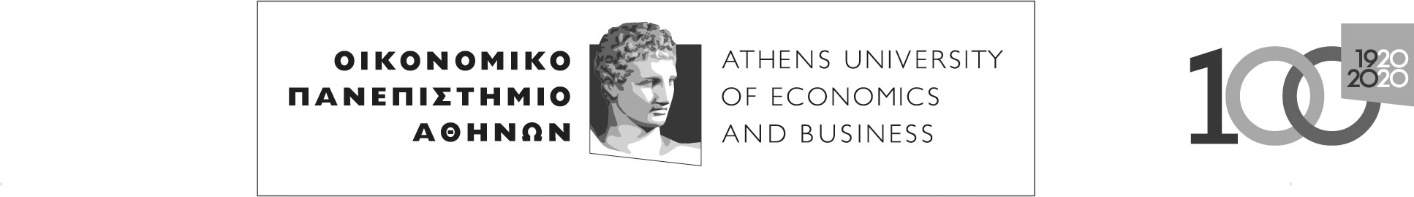 ΟΙΚΟΝΟΜΙΚΟ
ΠΑΝΕΠΙΣΤΗΜΙΟ
ΑΘΗΝΩΝ
ATHENS UNIVERSITY
OF ECONOMICS
AND BUSINESS
100
1920
2020